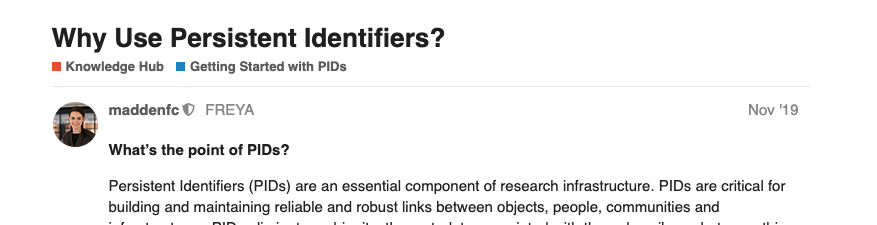 Why Use Persistent Identifiers?
Knowledge Hub Getting Started with PIDs
maddenfc FREYA Nov '19
What's the point of PIDs?
Persistent Identifiers (PIDs) are an essential component of research infrastructure. PIDs are critical for
building and maintaining reliable and robust links between objects, people, communities and